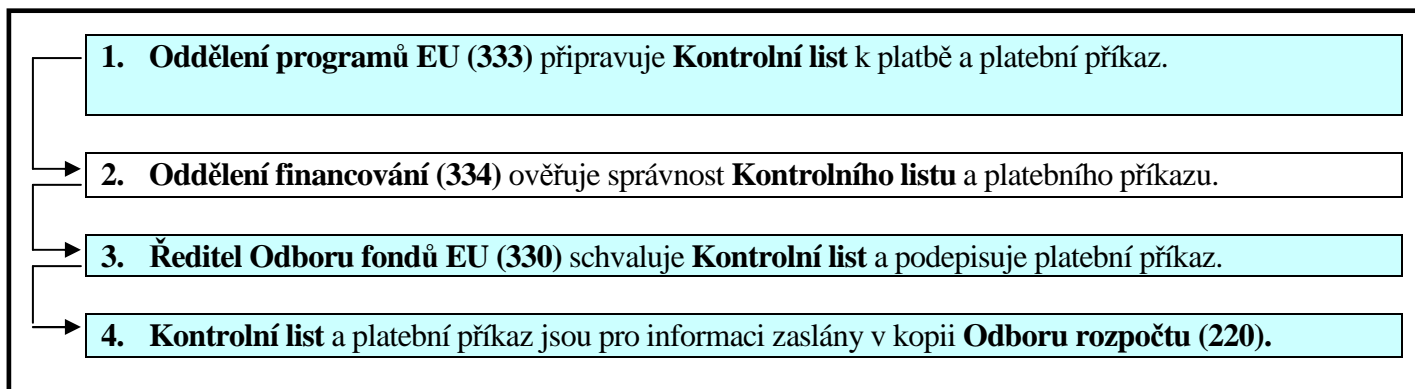 1. Oddělení programů EU (333) připravuje Kontrolní list k platbě a platební příkaz.
2. Oddělení financování (334) ověřuje správnost Kontrolního listu a platebního příkazu.
3. Ředitel Odboru fondů EU (330) schvaluje Kontrolní list a podepisuje platební příkaz.
4. Kontrolní list a platební příkaz jsou pro informaci zaslány v kopii Odboru rozpočtu (220).